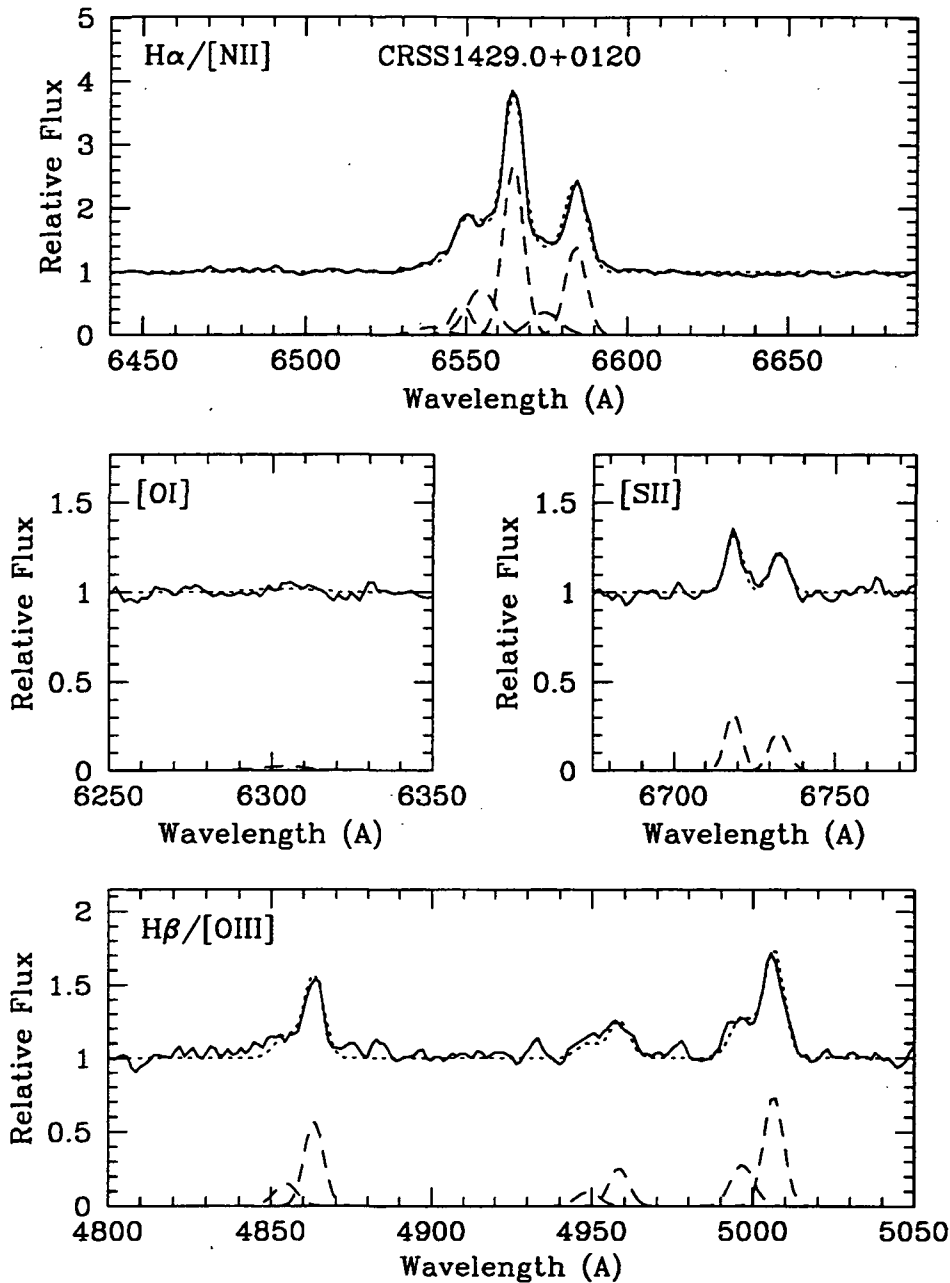 Hα/[NII]
CRSS1429.0+0120
Relative Flux
5
4
3
2
1
0
6450
6500
6550
6600
6650
Wavelength (A)
[OI]
Relative Flux
1.5
1
0.5
0
6250
6300
6350
Wavelength (A)
[SII]
Relative Flux
1.5
1
0.5
0
6700
6750
Wavelength (A)
Hβ/[OIII]
Relative Flux
2
1.5
1
0.5
0
4800
4850
4900
4950
5000
5050
Wavelength (A)